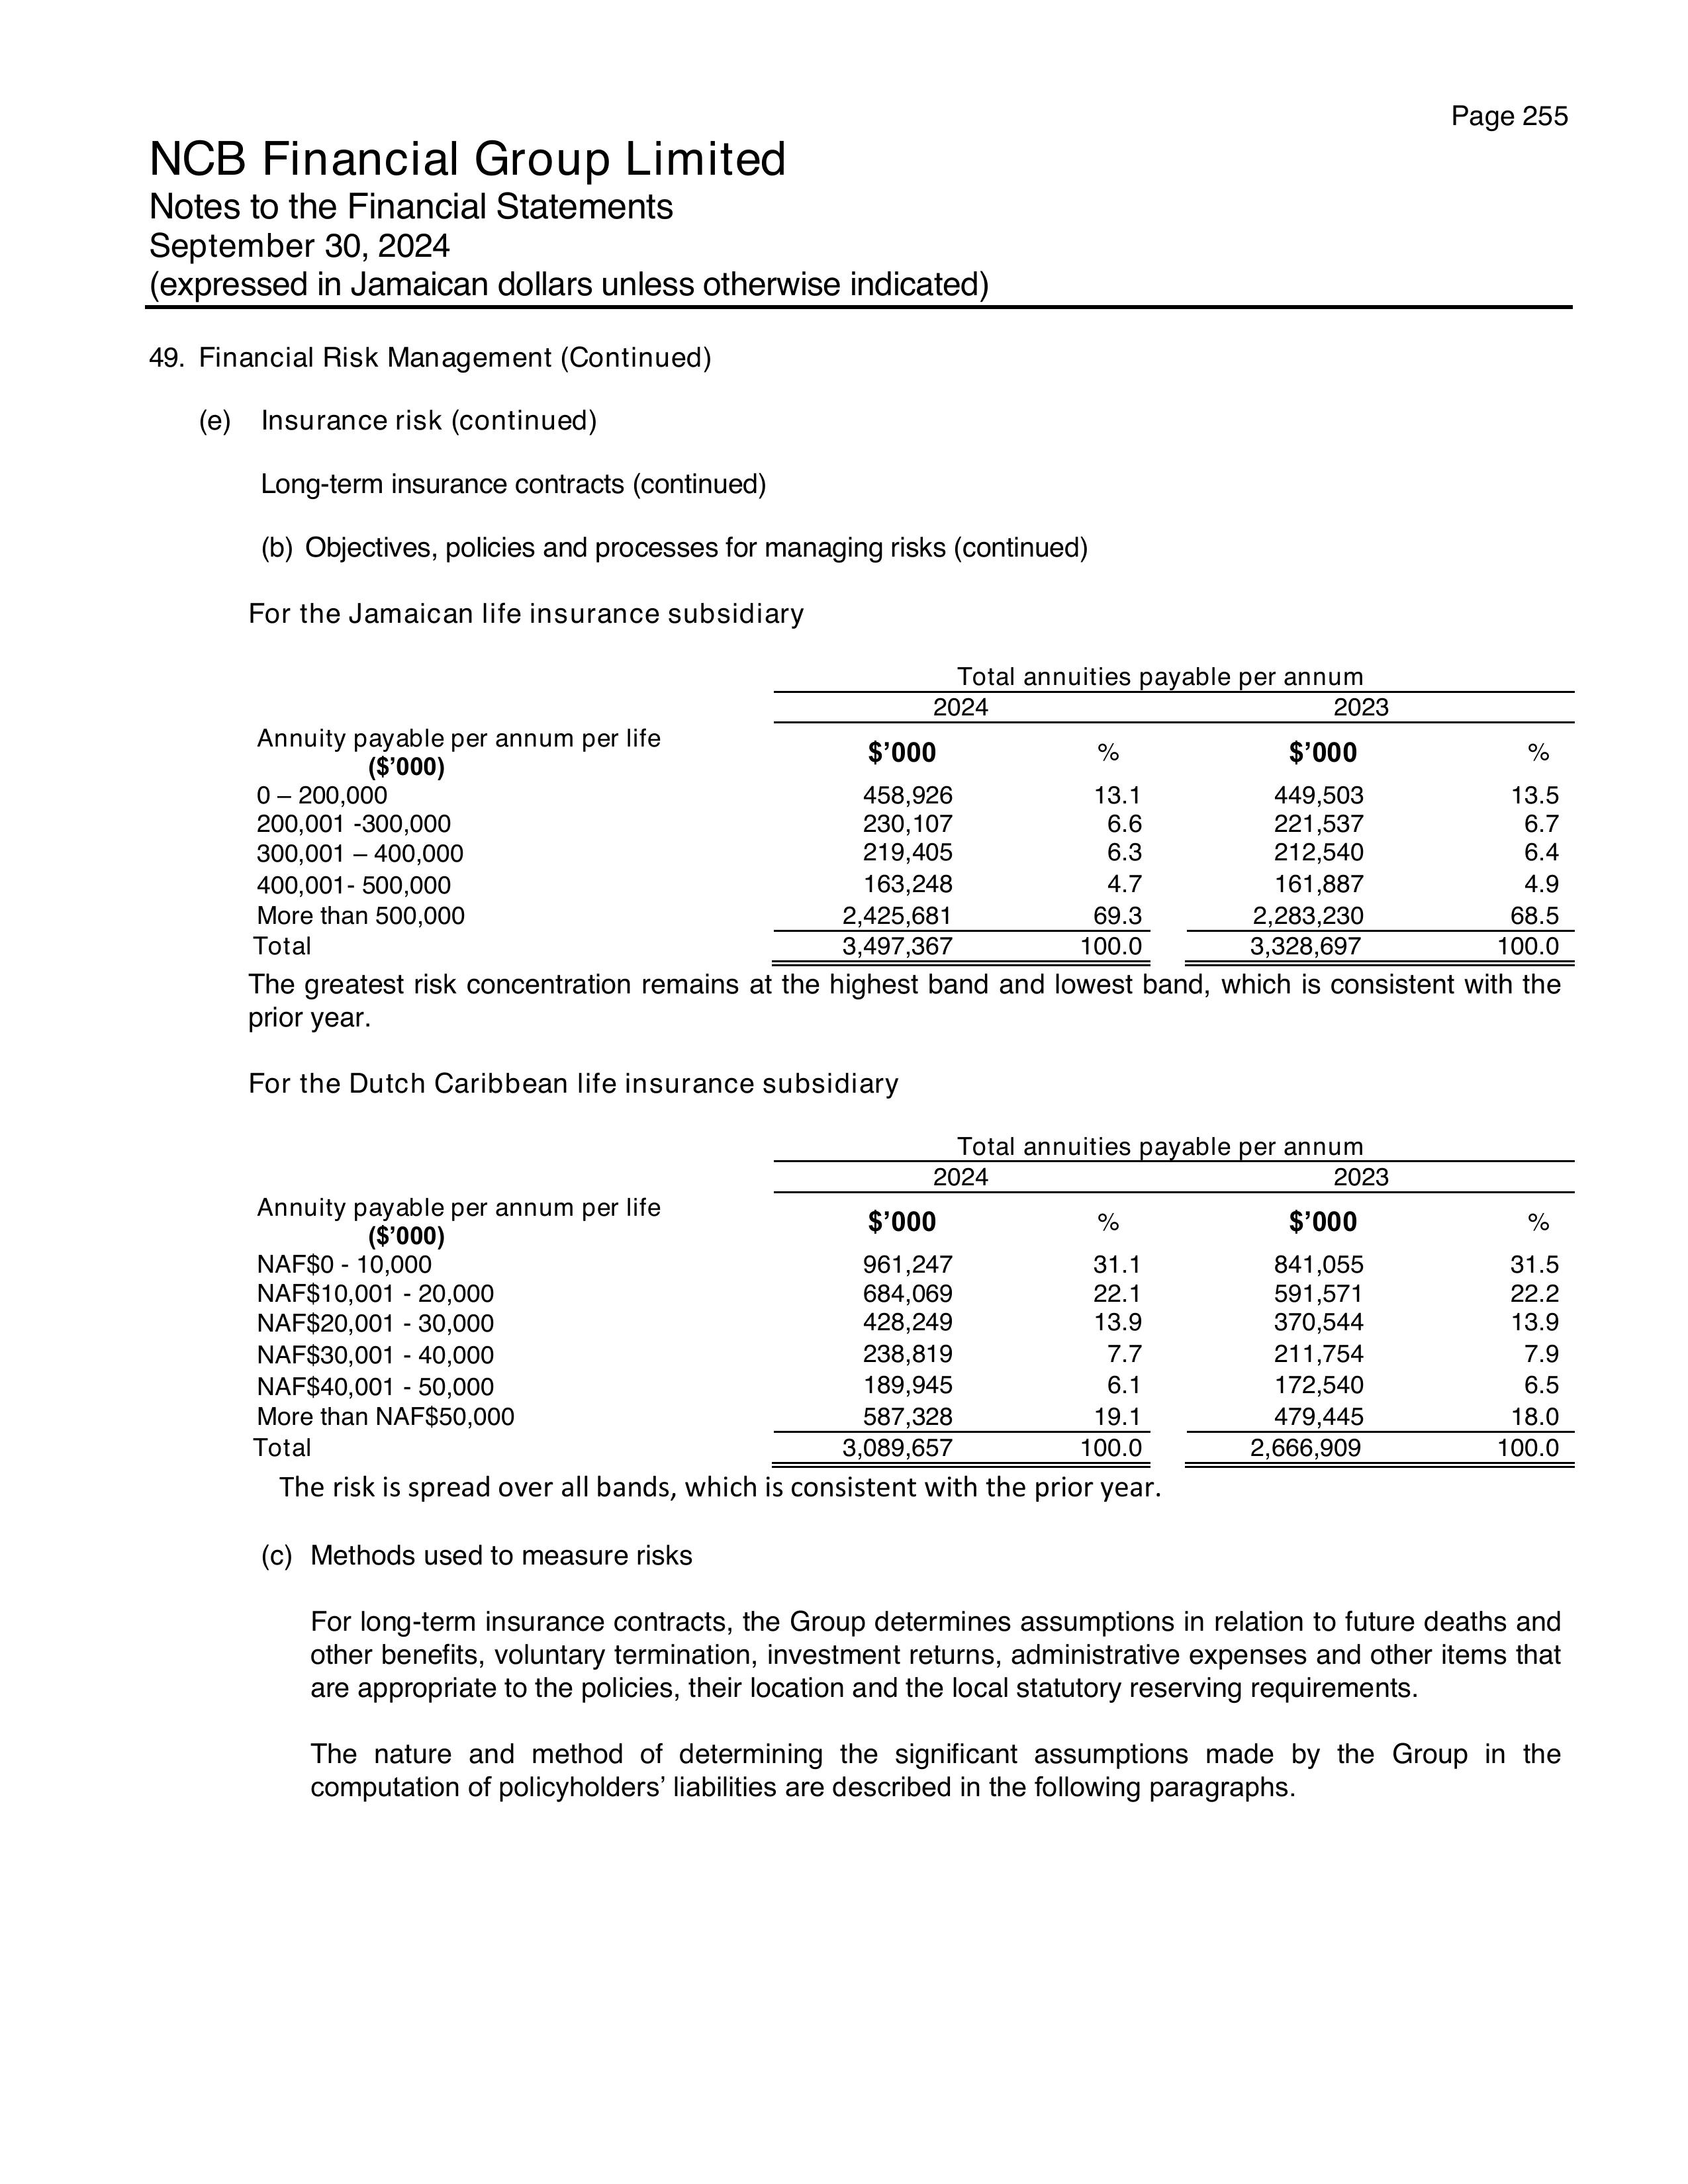 Page 255
NCB Financial Group Limited
Notes to the Financial Statements
September 30, 2024
(expressed in Jamaican dollars unless otherwise indicated)
49. Financial Risk Management (Continued)
(e) Insurance risk (continued)
Long-term insurance contracts (continued)
(b) Objectives, policies and processes for managing risks (continued)
For the Jamaican life insurance subsidiary
Total annuities payable per annum
2024 2023
Annuity payable per annum per life
($’000) $’000 % $’000 %
0 – 200,000 458,926 13.1 449,503 13.5
200,001 -300,000 230,107 6.6 221,537 6.7
300,001 – 400,000 219,405 6.3 212,540 6.4
400,001- 500,000 163,248 4.7 161,887 4.9
More than 500,000 2,425,681 69.3 2,283,230 68.5
Total 3,497,367 100.0 3,328,697 100.0
The greatest risk concentration remains at the highest band and lowest band, which is consistent with the
prior year.
For the Dutch Caribbean life insurance subsidiary
Total annuities payable per annum
2024 2023
Annuity payable per annum per life
($’000) $’000 % $’000 %
NAF$0 - 10,000 961,247 31.1 841,055 31.5
NAF$10,001 - 20,000 684,069 22.1 591,571 22.2
NAF$20,001 - 30,000 428,249 13.9 370,544 13.9
NAF$30,001 - 40,000 238,819 7.7 211,754 7.9
NAF$40,001 - 50,000 189,945 6.1 172,540 6.5
More than NAF$50,000 587,328 19.1 479,445 18.0
Total 3,089,657 100.0 2,666,909 100.0
The risk is spread over all bands, which is consistent with the prior year.
(c) Methods used to measure risks
For long-term insurance contracts, the Group determines assumptions in relation to future deaths and
other benefits, voluntary termination, investment returns, administrative expenses and other items that
are appropriate to the policies, their location and the local statutory reserving requirements.
The nature and method of determining the significant assumptions made by the Group in the
computation of policyholders’ liabilities are described in the following paragraphs.